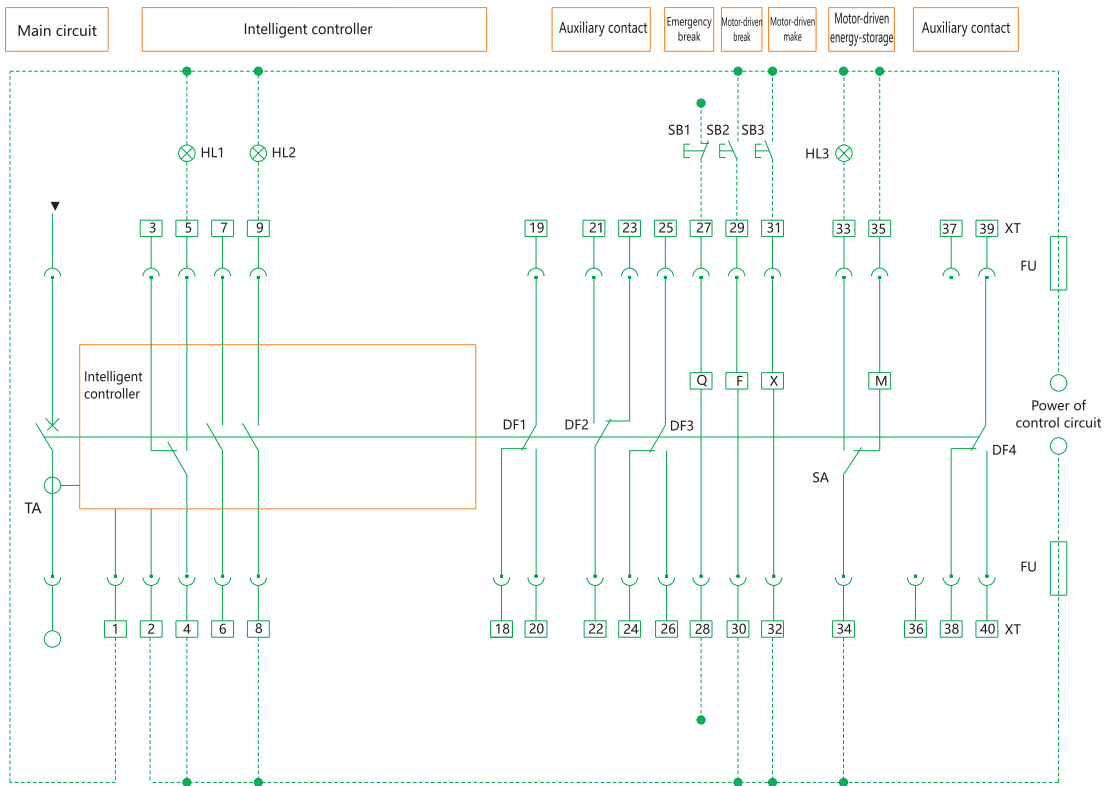 Main circuit
Intelligent controller
Auxiliary contact
Emergency
break
Motor-driven
break
Motor-driven
make
Motor-driven
energy-storage
Auxiliary contact
SB1 SB2 SB3
HL1 HL2 HL3
3 5 7 9 19 21 23 25 27 29 31 33 35 37 39 XT
FU
Intelligent
controller
Q F X M
Power of
control circuit
DF1 DF2 DF3 DF4
SA
TA
FU
1 2 4 6 8 18 20 22 24 26 28 30 32 34 36 38 40 XT